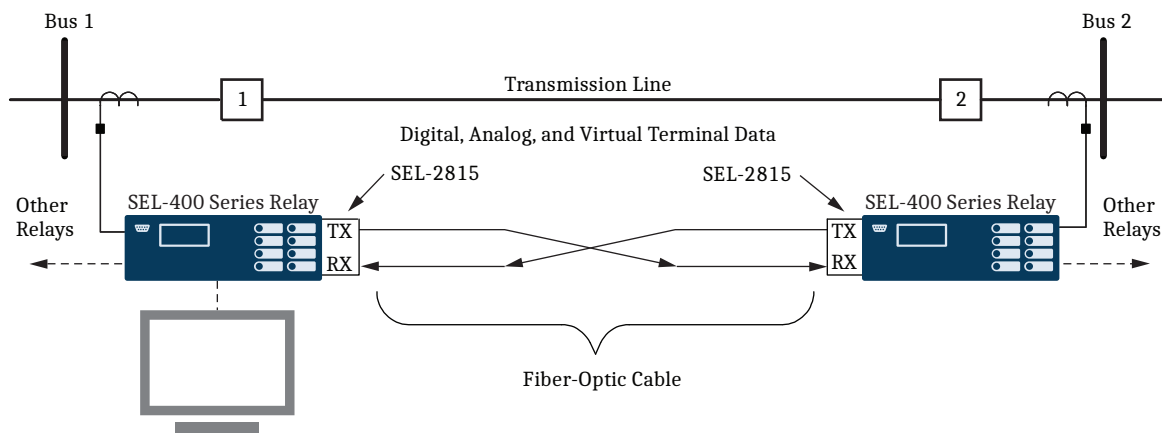 Bus 1
Bus 2
Transmission Line
1
2
Digital, Analog, and Virtual Terminal Data
SEL-2815
SEL-2815
Other
Relays
SEL-400 Series Relay
SEL-400 Series Relay
Other
Relays
TX
TX
RX
RX
Fiber-Optic Cable